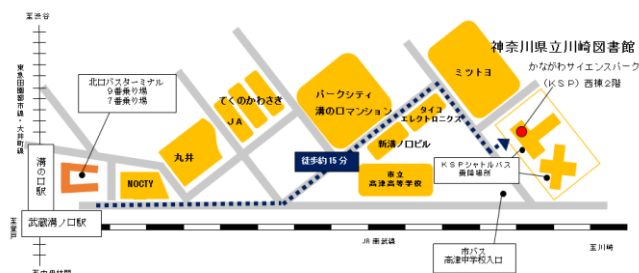 至渋谷
東急田園都市線・大井町線
北口バスターミナル
9番乗り場
7番乗り場
溝の口駅
武蔵溝ノ口駅
NOCTY
丸井
JA
てくのかわさき
パークシティ
溝の口マンション
徒歩約15分
ミツトヨ
タイコ
エレクトロニクス
新溝ノ口ビル
市立
高津高等学校
神奈川県立川崎図書館
かながわサイエンスパーク
(KSP)西棟2階
KSPシャトルバス
乗降場所
市バス
高津中学校入口
JR南武線
至川崎
至中央林間